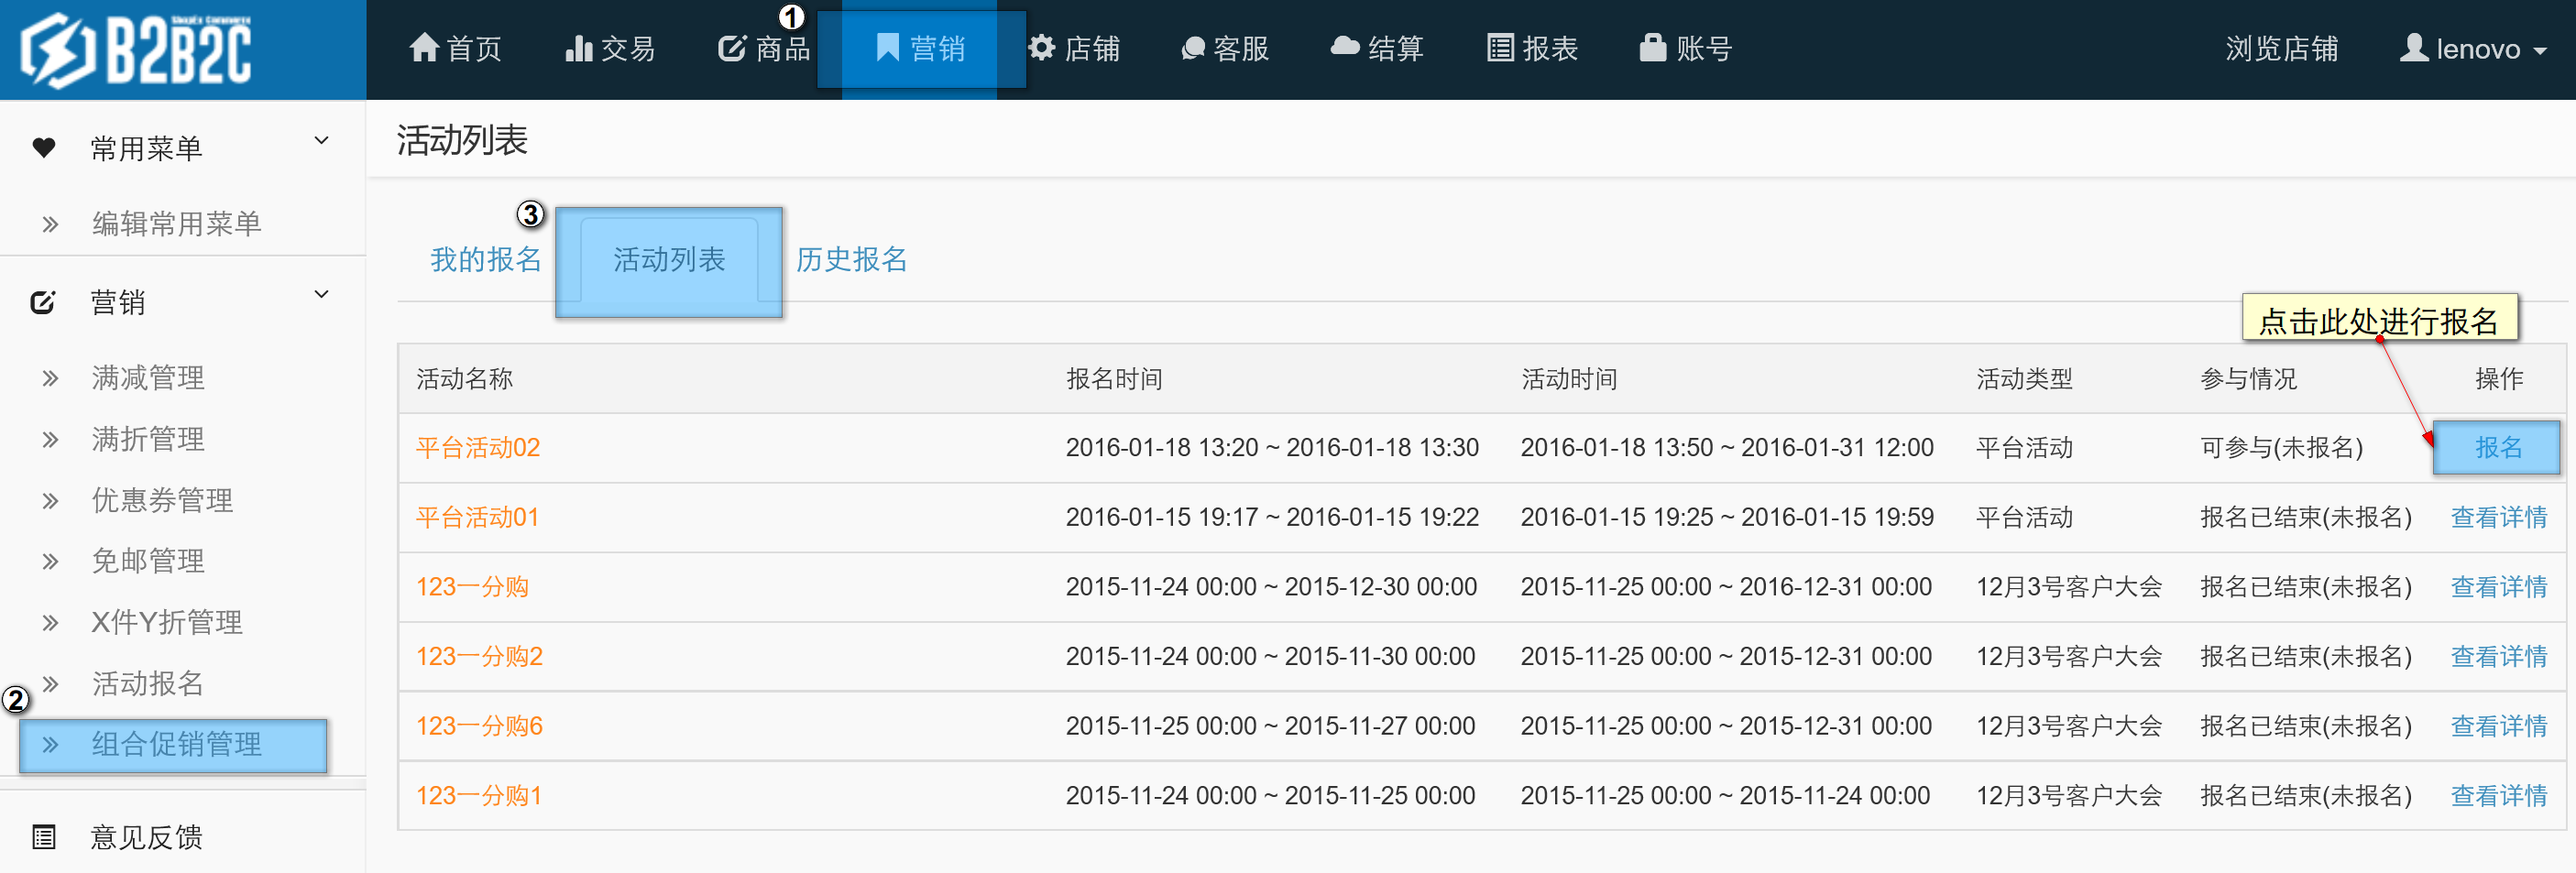 ShopEx Commerce
B2B2C
① 首页 交易 商品 营销 店铺 客服 结算 报表 账号 浏览店铺 lenovo
常用菜单
编辑常用菜单
营销
满减管理
满折管理
优惠券管理
免邮管理
X件Y折管理
活动报名
②
组合促销管理
意见反馈
活动列表
③
我的报名 活动列表 历史报名
点击此处进行报名
活动名称 报名时间 活动时间 活动类型 参与情况 操作
平台活动02 2016-01-18 13:20 ~ 2016-01-18 13:30 2016-01-18 13:50 ~ 2016-01-31 12:00 平台活动 可参与(未报名) 报名
平台活动01 2016-01-15 19:17 ~ 2016-01-15 19:22 2016-01-15 19:25 ~ 2016-01-15 19:59 平台活动 报名已结束(未报名) 查看详情
123一分购 2015-11-24 00:00 ~ 2015-12-30 00:00 2015-11-25 00:00 ~ 2016-12-31 00:00 12月3号客户大会 报名已结束(未报名) 查看详情
123一分购2 2015-11-24 00:00 ~ 2015-11-30 00:00 2015-11-25 00:00 ~ 2015-12-31 00:00 12月3号客户大会 报名已结束(未报名) 查看详情
123一分购6 2015-11-25 00:00 ~ 2015-11-27 00:00 2015-11-25 00:00 ~ 2015-12-31 00:00 12月3号客户大会 报名已结束(未报名) 查看详情
123一分购1 2015-11-24 00:00 ~ 2015-11-25 00:00 2015-11-25 00:00 ~ 2015-11-24 00:00 12月3号客户大会 报名已结束(未报名) 查看详情